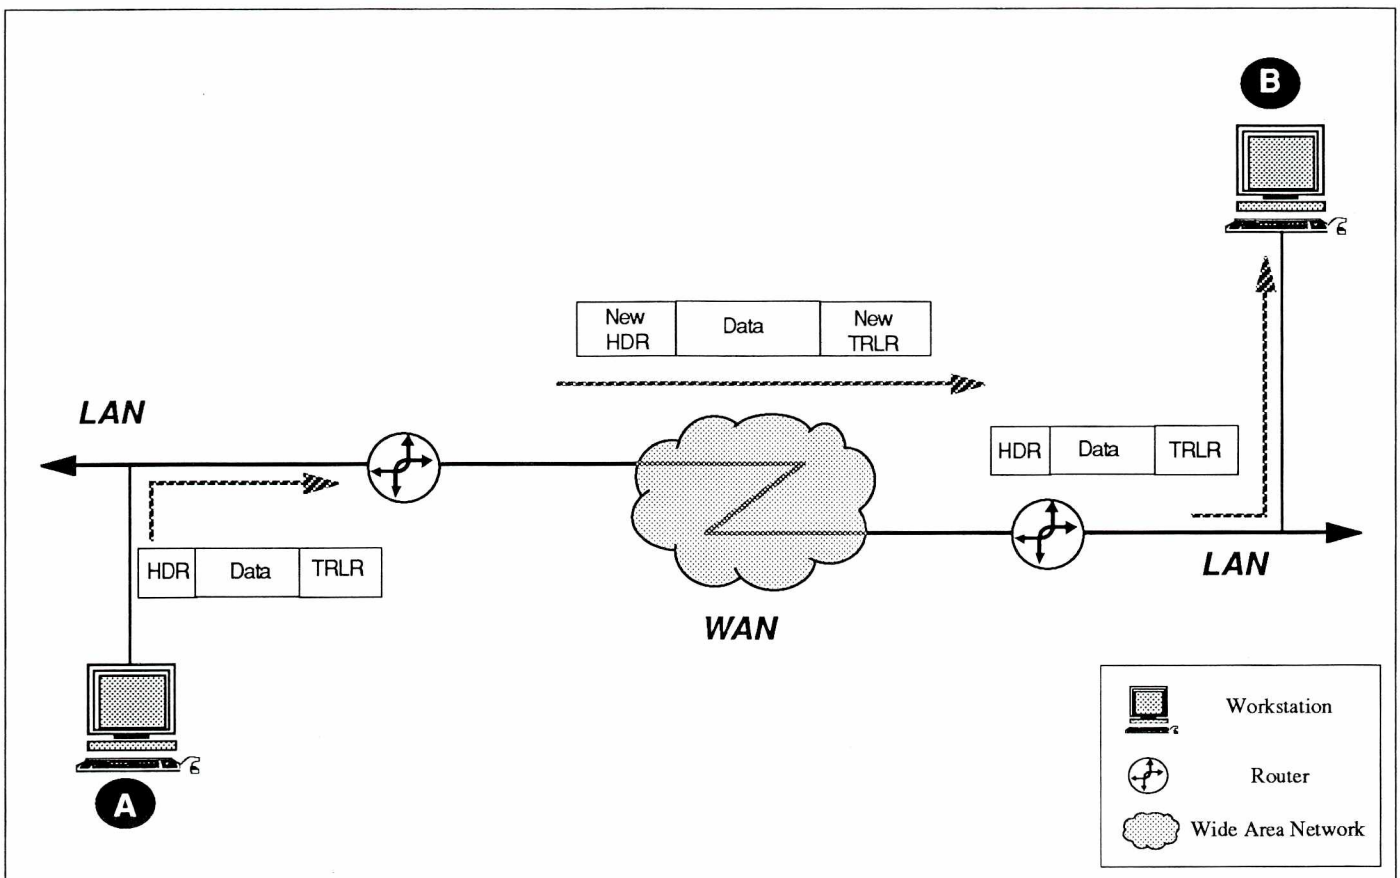 B
New
HDR
Data
New
TRLR
LAN
HDR
Data
TRLR
HDR
Data
TRLR
LAN
WAN
A
Workstation
Router
Wide Area Network